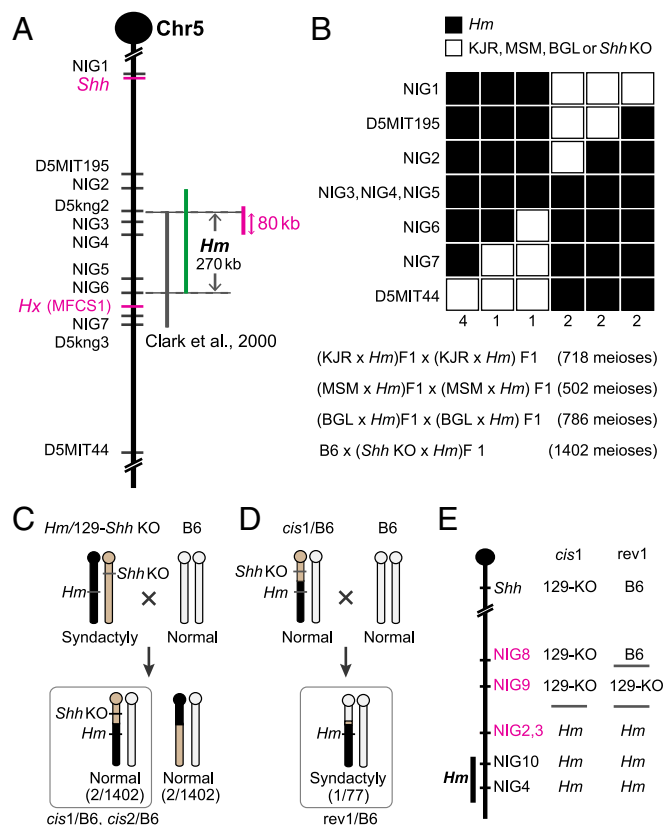 A
Chr5
NIG1
Shh
D5MIT195
NIG2
D5kng2
NIG3
NIG4
NIG5
NIG6
Hx (MFCS1)
NIG7
D5kng3
D5MIT44
Hm
270 kb
80 kb
Clark et al., 2000
B
Hm
KJR, MSM, BGL or Shh KO
NIG1
D5MIT195
NIG2
NIG3, NIG4, NIG5
NIG6
NIG7
D5MIT44
4 1 1 2 2 2
(KJR x Hm)F1 x (KJR x Hm) F1 (718 meioses)
(MSM x Hm)F1 x (MSM x Hm) F1 (502 meioses)
(BGL x Hm)F1 x (BGL x Hm) F1 (786 meioses)
B6 x (Shh KO x Hm)F 1 (1402 meioses)
C
Hm/129-Shh KO B6
Shh KO
Hm
×
Syndactyly Normal
Shh KO
Hm
Normal Normal
(2/1402) (2/1402)
cis1/B6, cis2/B6
D
cis1/B6 B6
Shh KO
Hm
×
Normal Normal
Hm
Syndactyly
(1/77)
rev1/B6
E
cis1 rev1
Shh 129-KO B6
NIG8 129-KO B6
NIG9 129-KO 129-KO
NIG2,3 Hm Hm
NIG10 Hm Hm
Hm
NIG4 Hm Hm